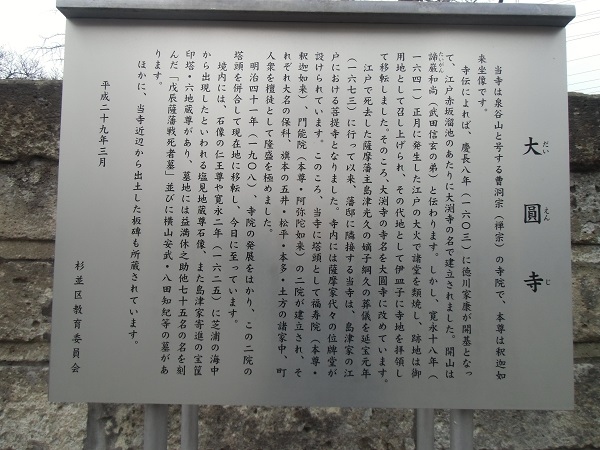 大圓寺
だいえんじ
当寺は泉谷山と号する曹洞宗（禅宗）の寺院で、本尊は釈迦如
来坐像です。
寺伝によれば、慶長八年（一六〇三）に徳川家康が開基となっ
て、江戸赤坂溜池のあたりに大渕寺の名で建立されました。開山は
諦巖和尚（武田信玄の弟）と伝わります。しかし、寛永十八年（
たいがん
一六四一）正月に発生した江戸の大火で諸堂を類焼し、跡地は御
用地として召し上げられ、その代地として伊皿子に寺地を拝領し
て移転しました。そのころ、大渕寺の寺名を大圓寺に改めています。
江戸で死去した薩摩藩主島津光久の嫡子綱久の葬儀を延宝元年
（一六七三）に行って以来、藩邸に隣接する当寺は、島津家の江
戸における菩提寺となりました。寺内には薩摩家代々の位牌堂が
設けられています。このころ、当寺に塔頭として福寿院（本尊・
釈迦如来）、門能院（本尊・阿弥陀如来）の二院が建立され、そ
れぞれ大名の保科、旗本の五井・松平・本多・土方の諸家中、町
人衆を檀徒として隆盛を極めました。
明治四十一年（一九〇八）、寺院の発展をはかり、この二院の
塔頭を併合して現在地に移転し、今日に至っています。
境内には、石像の仁王尊や寛永二年（一六二五）に芝浦の海中
から出現したといわれる塩見地蔵尊石像、また島津家寄進の宝篋
印塔・六地蔵尊があり、墓地には益満休之助他七十五名の名を刻
んだ「戊辰薩藩戦死者墓」並びに横山安武・八田知紀等の墓があ
ります。
ほかに、当寺近辺から出土した板碑も所蔵されています。
平成二十九年三月
杉並区教育委員会